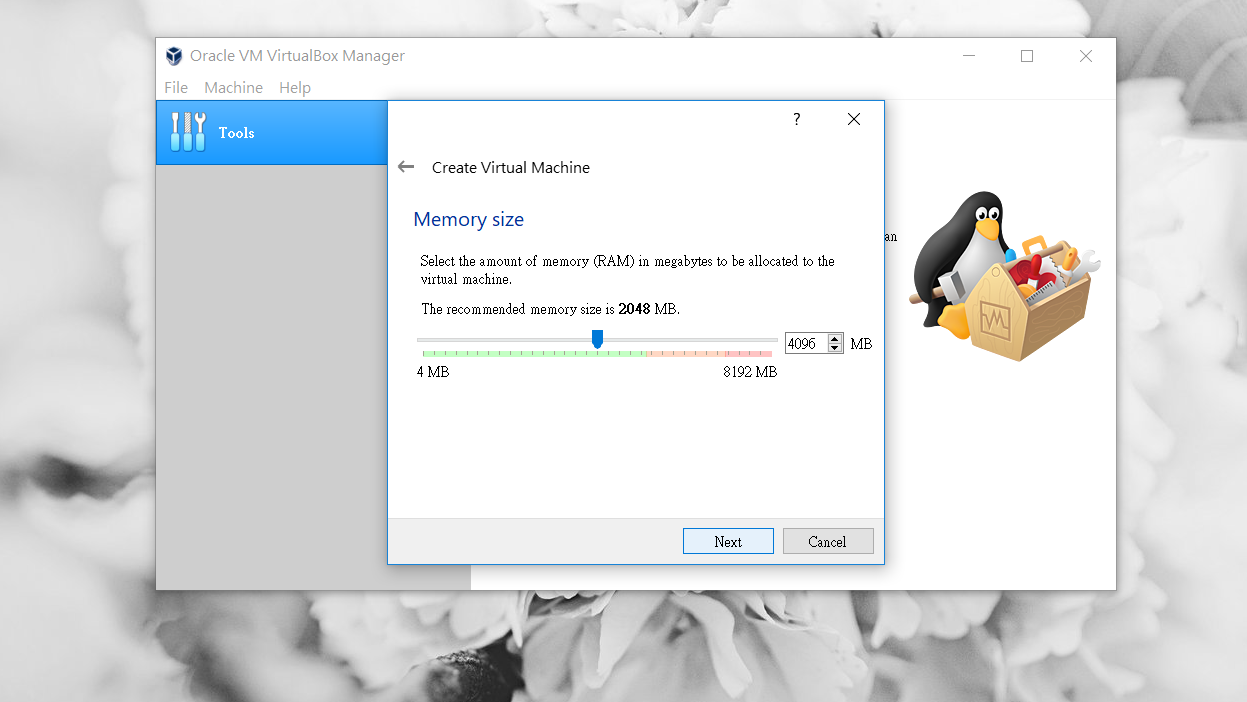 Oracle VM VirtualBox Manager
File Machine Help
Tools
?
Create Virtual Machine
Memory size
an
Select the amount of memory (RAM) in megabytes to be allocated to the
virtual machine.
The recommended memory size is 2048 MB.
4096 MB
4 MB 8192 MB
Next Cancel